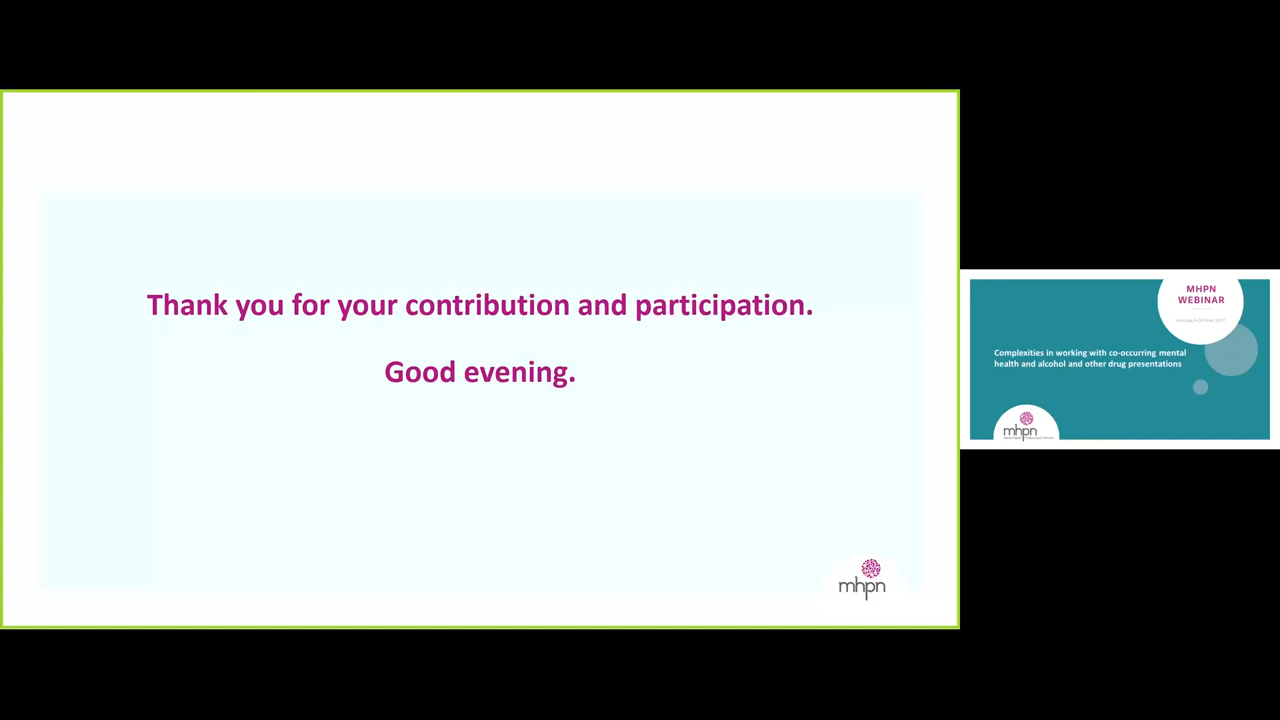 Thank you for your contribution and participation.
Good evening.
mhpn
MHPN
WEBINAR
Complexities in working with co-occurring mental
health and alcohol and other drug presentations
mhpn